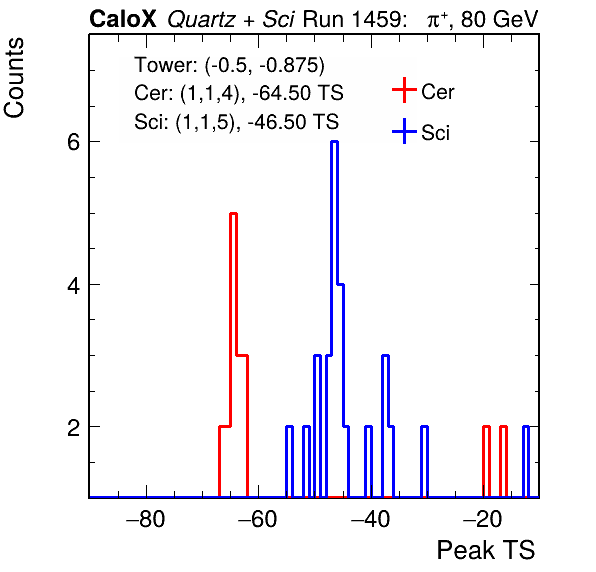 CaloX Quartz + Sci Run 1459: π⁺, 80 GeV
Counts
Tower: (-0.5, -0.875)
Cer: (1,1,4), -64.50 TS
Sci: (1,1,5), -46.50 TS
Cer
Sci
6
4
2
−80 −60 −40 −20
Peak TS